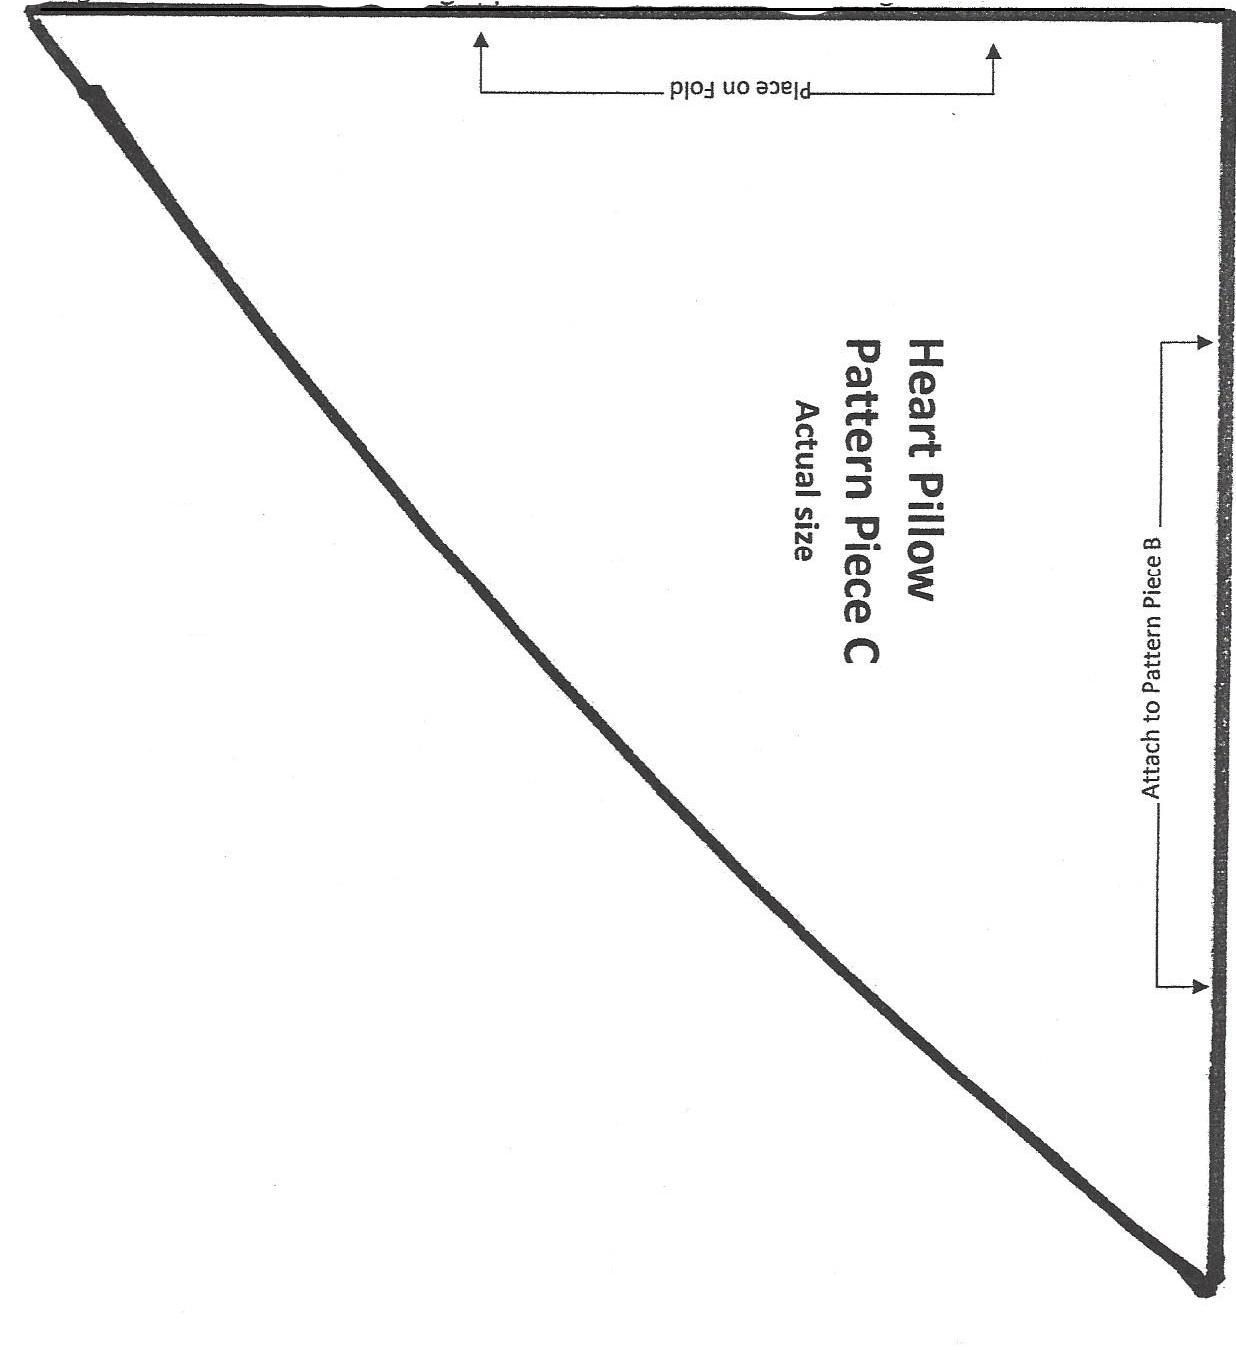 Place on Fold
Heart Pillow
Pattern Piece C
Actual size
Attach to Pattern Piece B